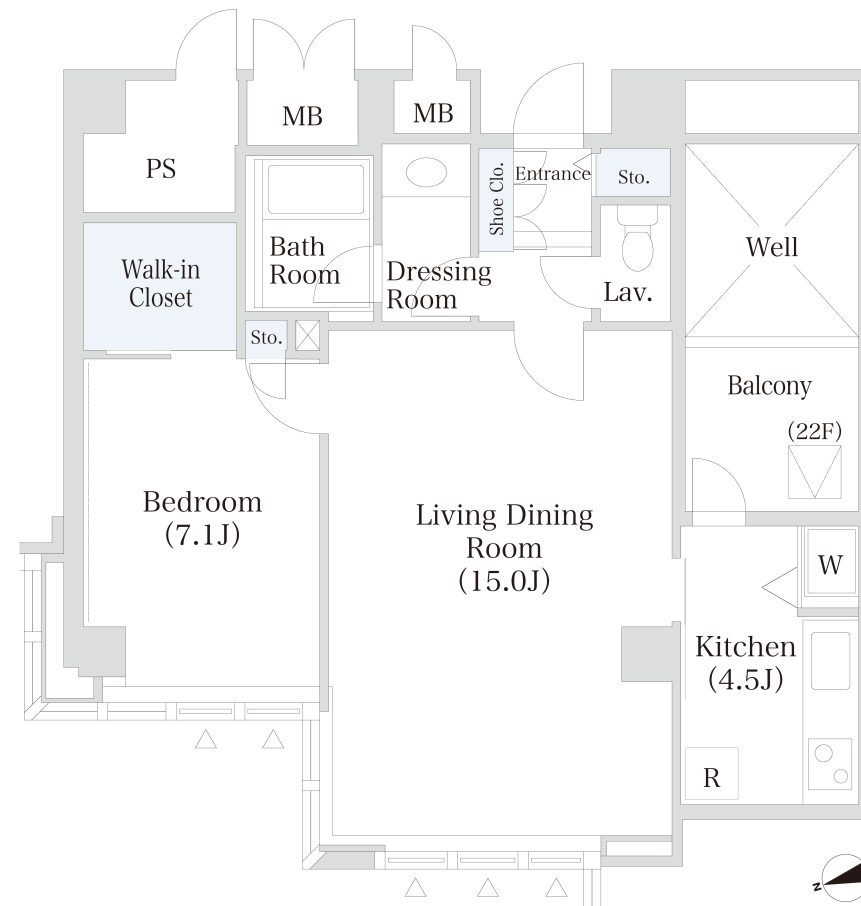 MB
MB
PS
Shoe Clo.
Entrance
Sto.
Walk-in
Closet
Bath
Room
Dressing
Room
Lav.
Well
Sto.
Balcony
(22F)
Bedroom
(7.1J)
Living Dining
Room
(15.0J)
W
Kitchen
(4.5J)
R
N